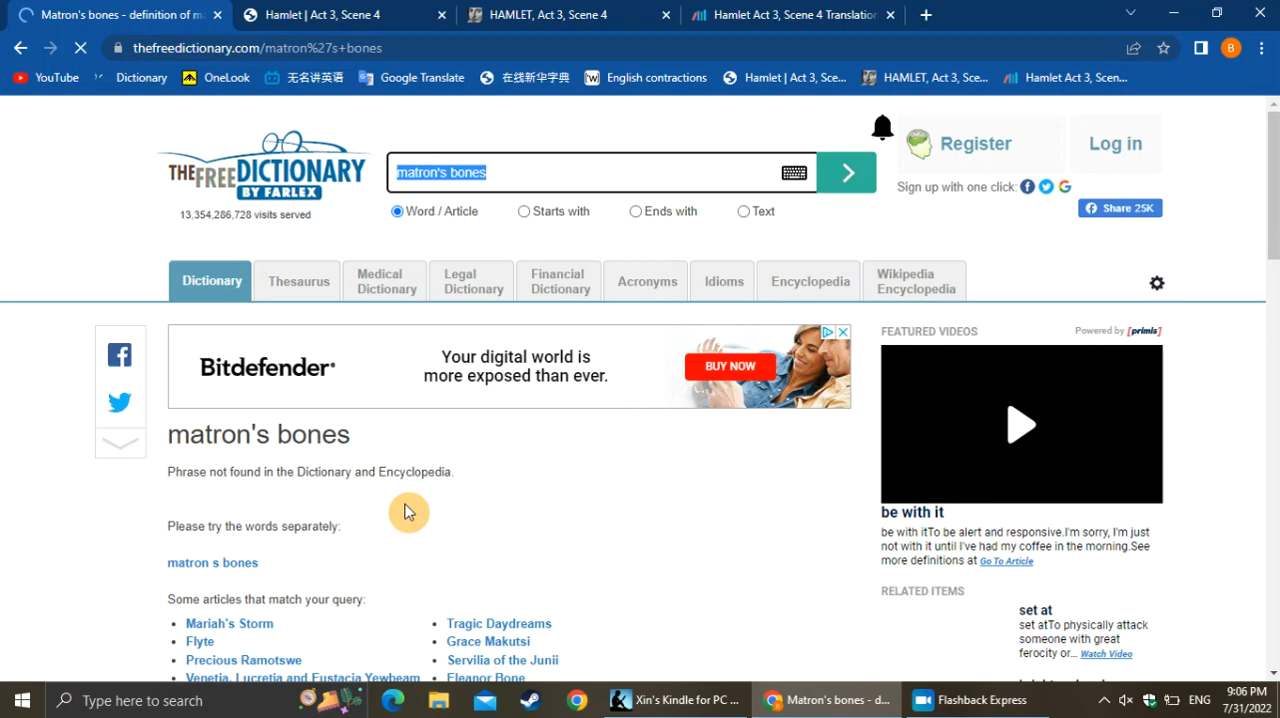 Matron's bones - definition of ma
Hamlet | Act 3, Scene 4
HAMLET, Act 3, Scene 4
Hamlet Act 3, Scene 4 Translation
thefreedictionary.com/matron%27s+bones
B
YouTube
Dictionary
OneLook
无名讲英语
Google Translate
在线新华字典
English contractions
Hamlet | Act 3, Sce...
HAMLET, Act 3, Sce...
Hamlet Act 3, Scen...
THE FREE DICTIONARY
BY FARLEX
13,354,286,728 visits served
matron's bones
Word / Article
Starts with
Ends with
Text
Register
Log in
Sign up with one click:
Share 25K
Dictionary
Thesaurus
Medical
Dictionary
Legal
Dictionary
Financial
Dictionary
Acronyms
Idioms
Encyclopedia
Wikipedia
Encyclopedia
Bitdefender
Your digital world is
more exposed than ever.
BUY NOW
FEATURED VIDEOS
Powered by [primis]
matron's bones
Phrase not found in the Dictionary and Encyclopedia.
Please try the words separately:
matron s bones
Some articles that match your query:
Mariah's Storm
Flyte
Precious Ramotswe
Venetia, Lucretia and Eustacia Yewbeam
Tragic Daydreams
Grace Makutsi
Servilia of the Junii
Eleanor Bone
be with it
be with itTo be alert and responsive.I'm sorry, I'm just
not with it until I've had my coffee in the morning.See
more definitions at Go To Article
RELATED ITEMS
set at
set atTo physically attack
someone with great
ferocity or... Watch Video
Type here to search
Xin's Kindle for PC ...
Matron's bones - d...
Flashback Express
ENG
9:06 PM
7/31/2022